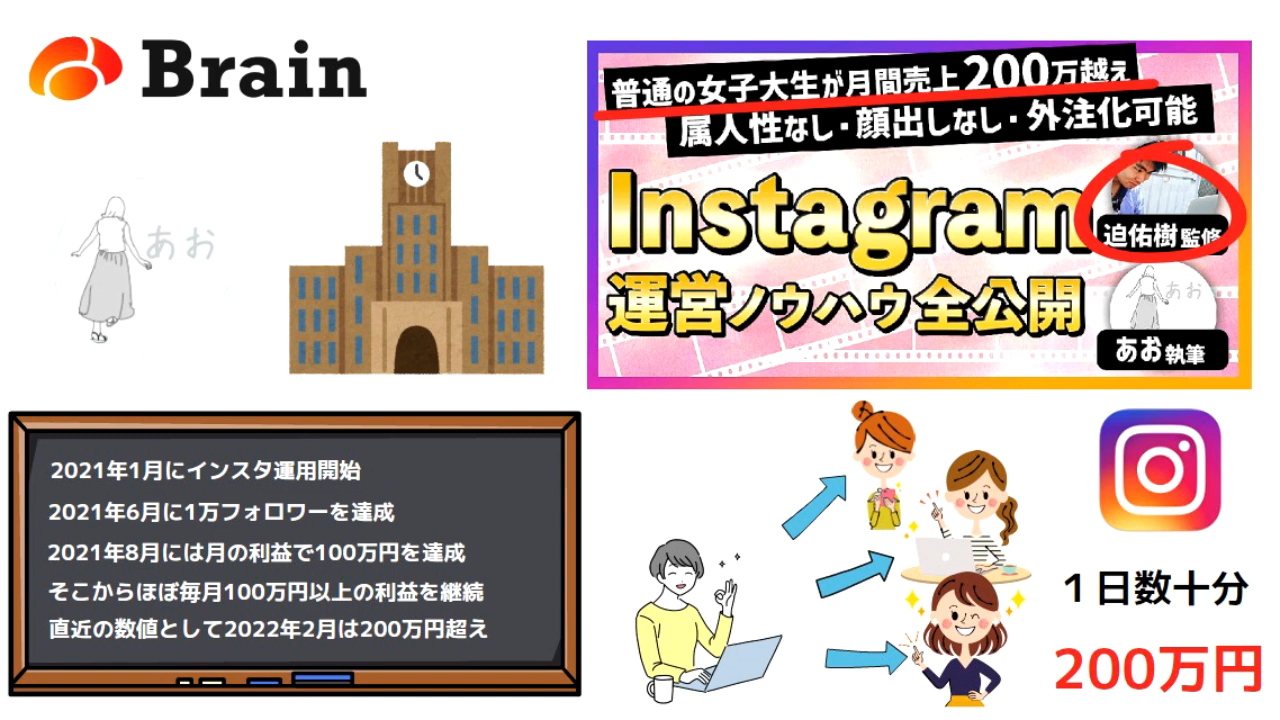 Brain
あお
普通の女子大生が月間売上200万越え
属人性なし・顔出しなし・外注化可能
Instagram
運営ノウハウ全公開
迫佑樹監修
あお
あお執筆
2021年1月にインスタ運用開始
2021年6月に1万フォロワーを達成
2021年8月には月の利益で100万円を達成
そこからほぼ毎月100万円以上の利益を継続
直近の数値として2022年2月は200万円超え
１日数十分
200万円